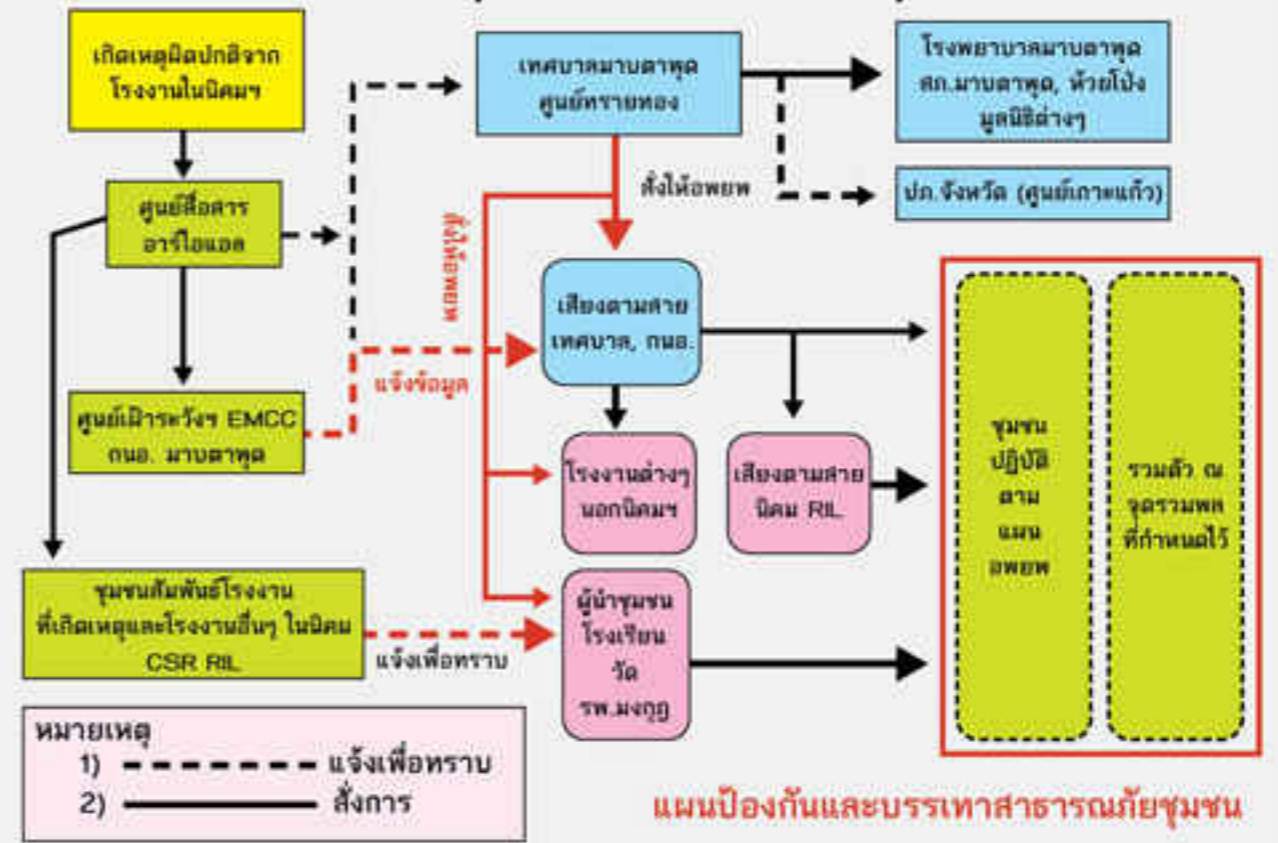 เกิดเหตุผิดปกติจาก
โรงงานในนิคมฯ
เทศบาลมาบตาพุด
ศูนย์ทรายทอง
โรงพยาบาลมาบตาพุด
สภ.มาบตาพุด, ห้วยโป่ง
มูลนิธิต่างๆ
ปภ.จังหวัด (ศูนย์เกาะแก้ว)
ศูนย์สื่อสาร
อาร์ไอแอล
สั่งให้อพยพ
สั่งให้อพยพ
เสียงตามสาย
เทศบาล, กนอ.
แจ้งข้อมูล
ศูนย์เฝ้าระวังฯ EMCC
กนอ. มาบตาพุด
โรงงานต่างๆ
นอกนิคมฯ
เสียงตามสาย
นิคม RIL
ชุมชน
ปฏิบัติ
ตาม
แผน
อพยพ
รวมตัว ณ
จุดรวมพล
ที่กำหนดไว้
ชุมชนสัมพันธ์โรงงาน
ที่เกิดเหตุและโรงงานอื่นๆ ในนิคม
CSR RIL
แจ้งเพื่อทราบ
ผู้นำชุมชน
โรงเรียน
วัด
รพ.มงกุฎ
หมายเหตุ
1) แจ้งเพื่อทราบ
2) สั่งการ
แผนป้องกันและบรรเทาสาธารณภัยชุมชน